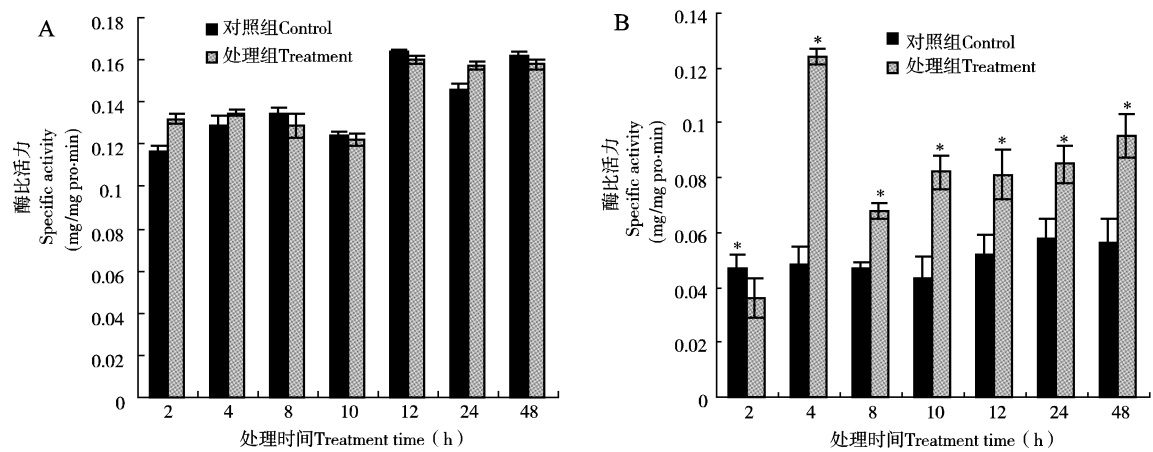 A
对照组Control
处理组Treatment
酶比活力
Specific activity
(mg/mg pro·min)
0.18
0.16
0.14
0.12
0.1
0.08
0.06
0.04
0.02
0
2 4 8 10 12 24 48
处理时间Treatment time（h）
B
对照组Control
处理组Treatment
酶比活力
Specific activity
(mg/mg pro·min)
0.14
0.12
0.1
0.08
0.06
0.04
0.02
0
* * * * * * *
2 4 8 10 12 24 48
处理时间Treatment time（h）